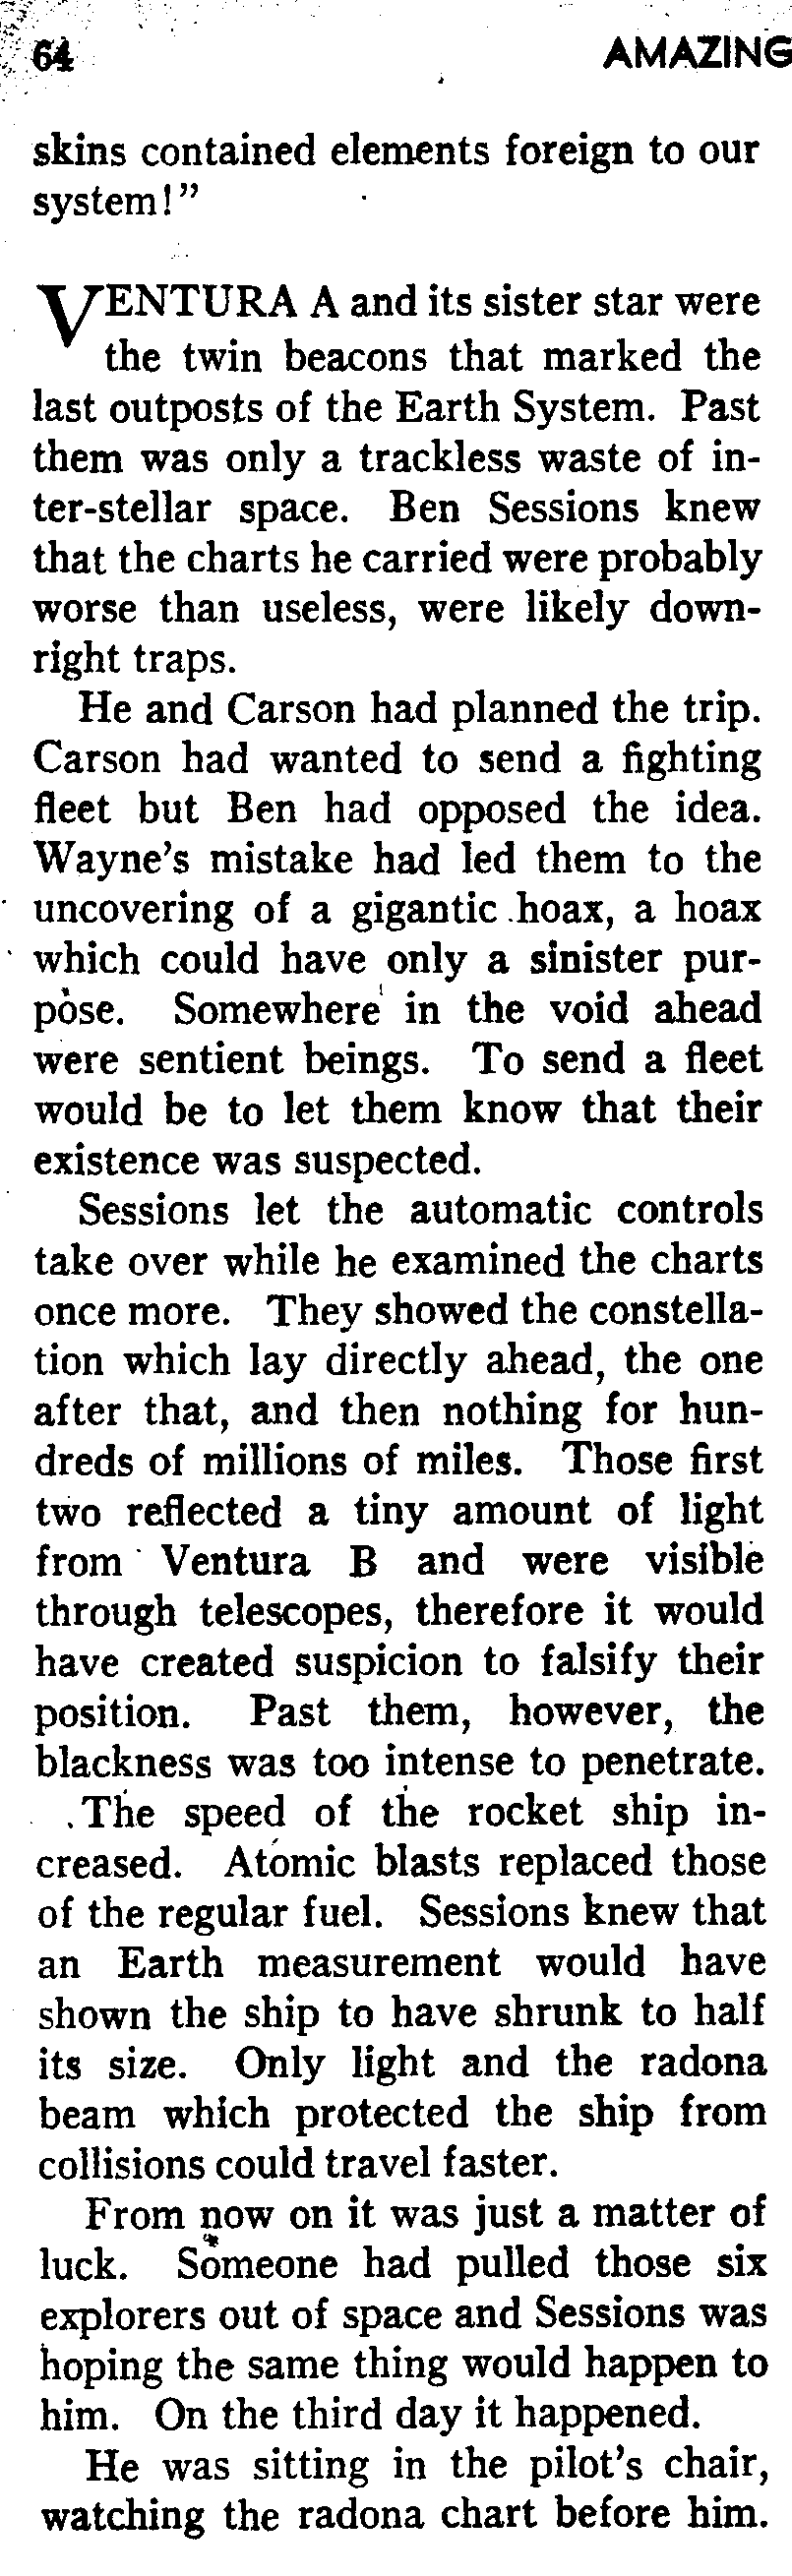 64
AMAZING
skins contained elements foreign to our
system!”
VENTURA A and its sister star were
the twin beacons that marked the
last outposts of the Earth System. Past
them was only a trackless waste of in-
ter-stellar space. Ben Sessions knew
that the charts he carried were probably
worse than useless, were likely down-
right traps.
He and Carson had planned the trip.
Carson had wanted to send a fighting
fleet but Ben had opposed the idea.
Wayne’s mistake had led them to the
uncovering of a gigantic hoax, a hoax
which could have only a sinister pur-
pose. Somewhere in the void ahead
were sentient beings. To send a fleet
would be to let them know that their
existence was suspected.
Sessions let the automatic controls
take over while he examined the charts
once more. They showed the constella-
tion which lay directly ahead, the one
after that, and then nothing for hun-
dreds of millions of miles. Those first
two reflected a tiny amount of light
from Ventura B and were visible
through telescopes, therefore it would
have created suspicion to falsify their
position. Past them, however, the
blackness was too intense to penetrate.
The speed of the rocket ship in-
creased. Atomic blasts replaced those
of the regular fuel. Sessions knew that
an Earth measurement would have
shown the ship to have shrunk to half
its size. Only light and the radona
beam which protected the ship from
collisions could travel faster.
From now on it was just a matter of
luck. Someone had pulled those six
explorers out of space and Sessions was
hoping the same thing would happen to
him. On the third day it happened.
He was sitting in the pilot’s chair,
watching the radona chart before him.